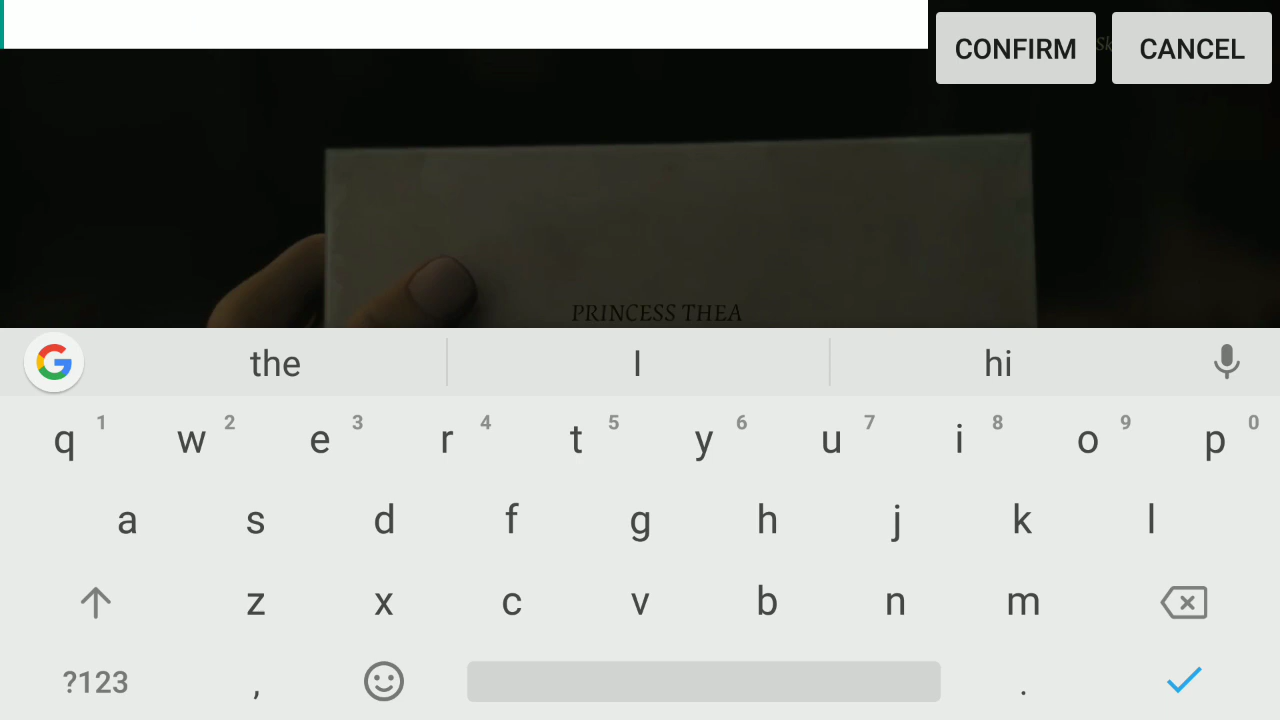 CONFIRM
CANCEL
PRINCESS THEA
the
I
hi
q 1 w 2 e 3 r 4 t 5 y 6 u 7 i 8 o 9 p 0
a s d f g h j k l
z x c v b n m
?123 , .